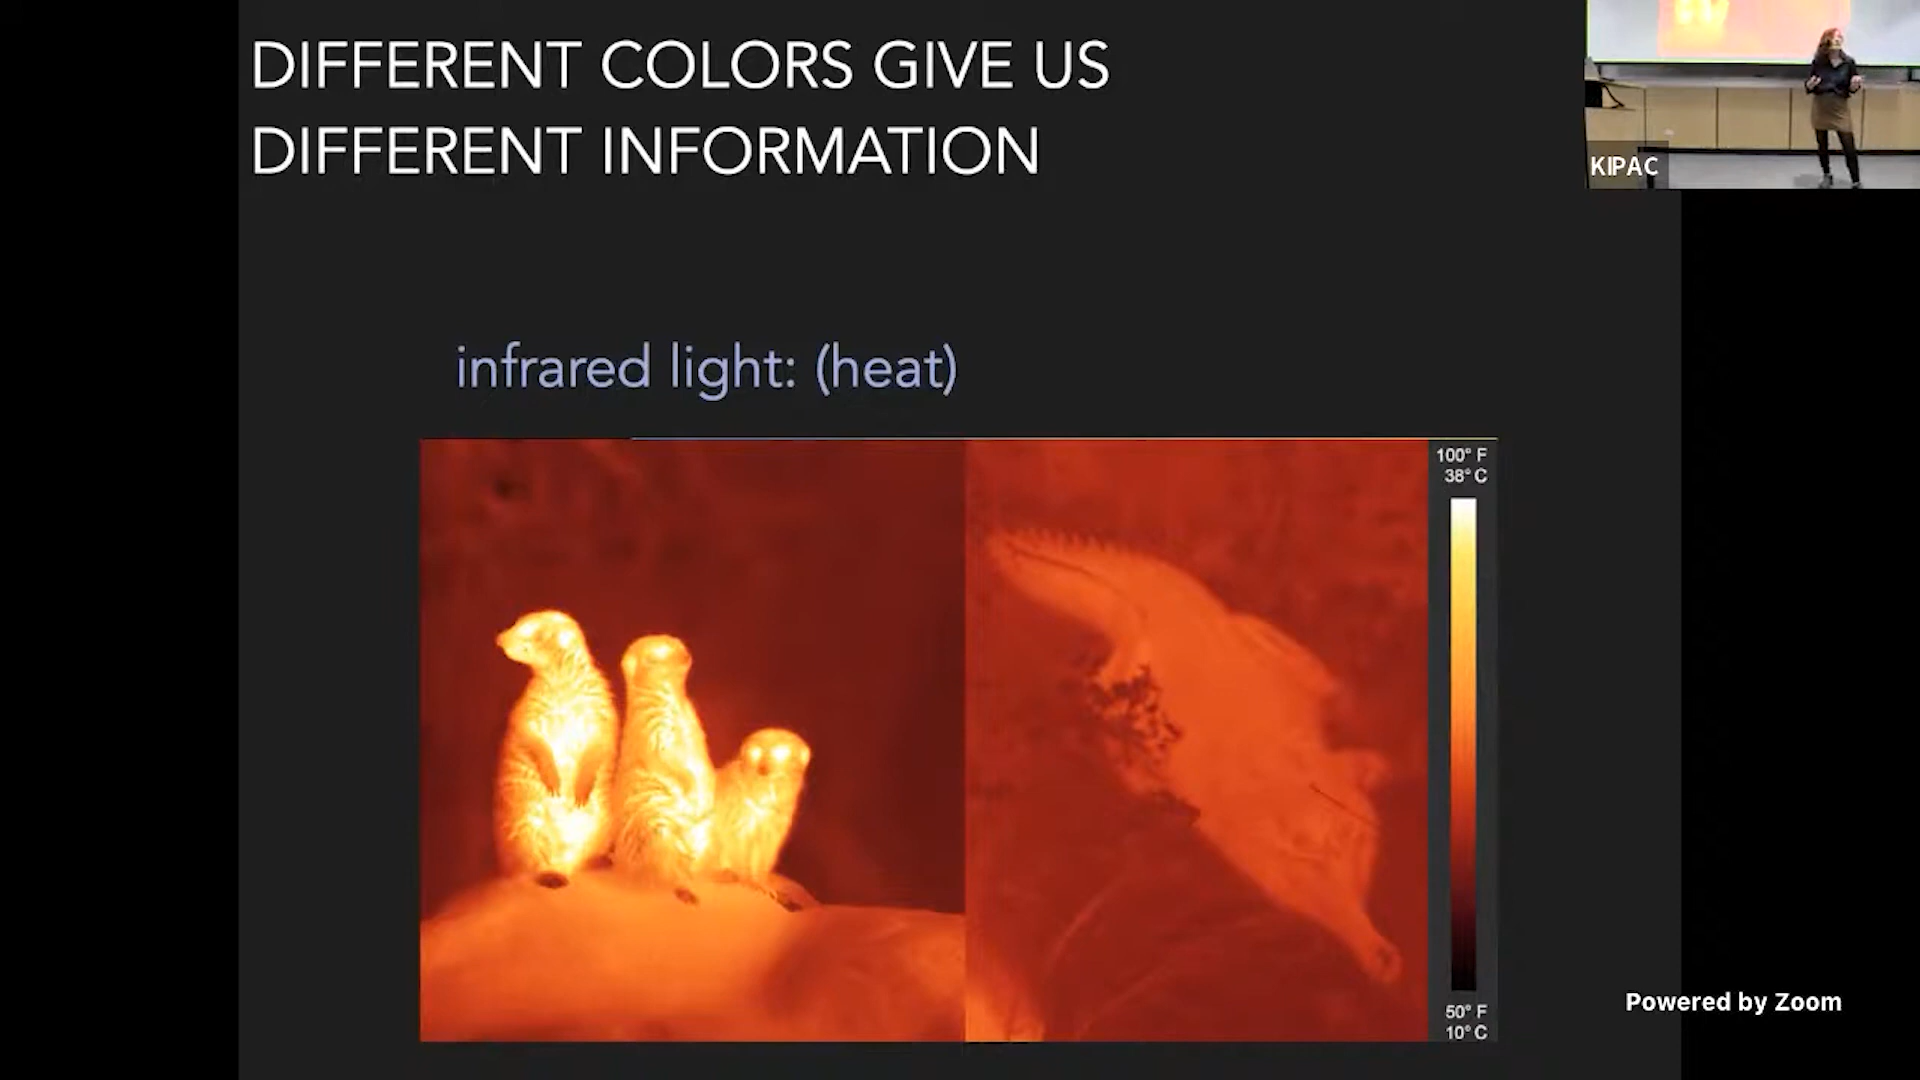 DIFFERENT COLORS GIVE US
DIFFERENT INFORMATION
KIPAC
infrared light: (heat)
100° F
38° C
50° F
10° C
Powered by Zoom